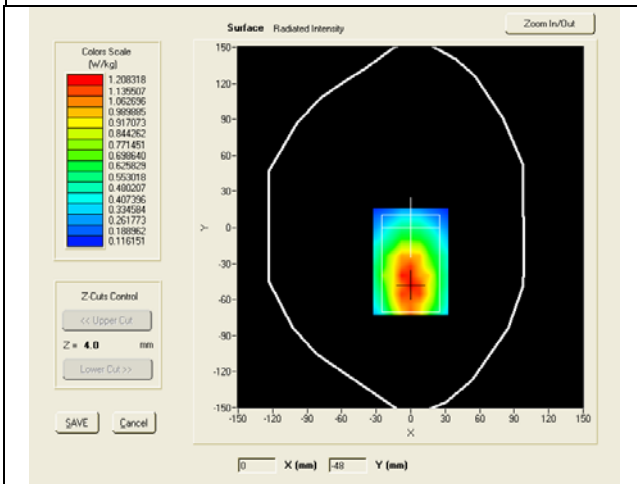 Surface Radiated Intensity
Zoom In/Out
Colors Scale
(W/kg)
1.208318
1.135507
1.062696
0.989885
0.917073
0.844262
0.771451
0.698640
0.625829
0.553018
0.480207
0.407396
0.334584
0.261773
0.188962
0.116151
150
120
90
60
30
0
-30
-60
-90
-120
-150
Y
-150 -120 -90 -60 -30 0 30 60 90 120 150
X
Z-Cuts Control
<< Upper Cut
Z = 4.0 mm
Lower Cut >>
SAVE Cancel
0 X (mm) -48 Y (mm)